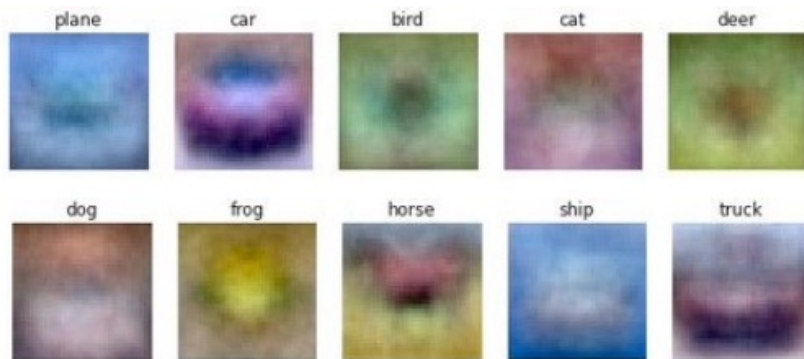 plane car bird cat deer
dog frog horse ship truck